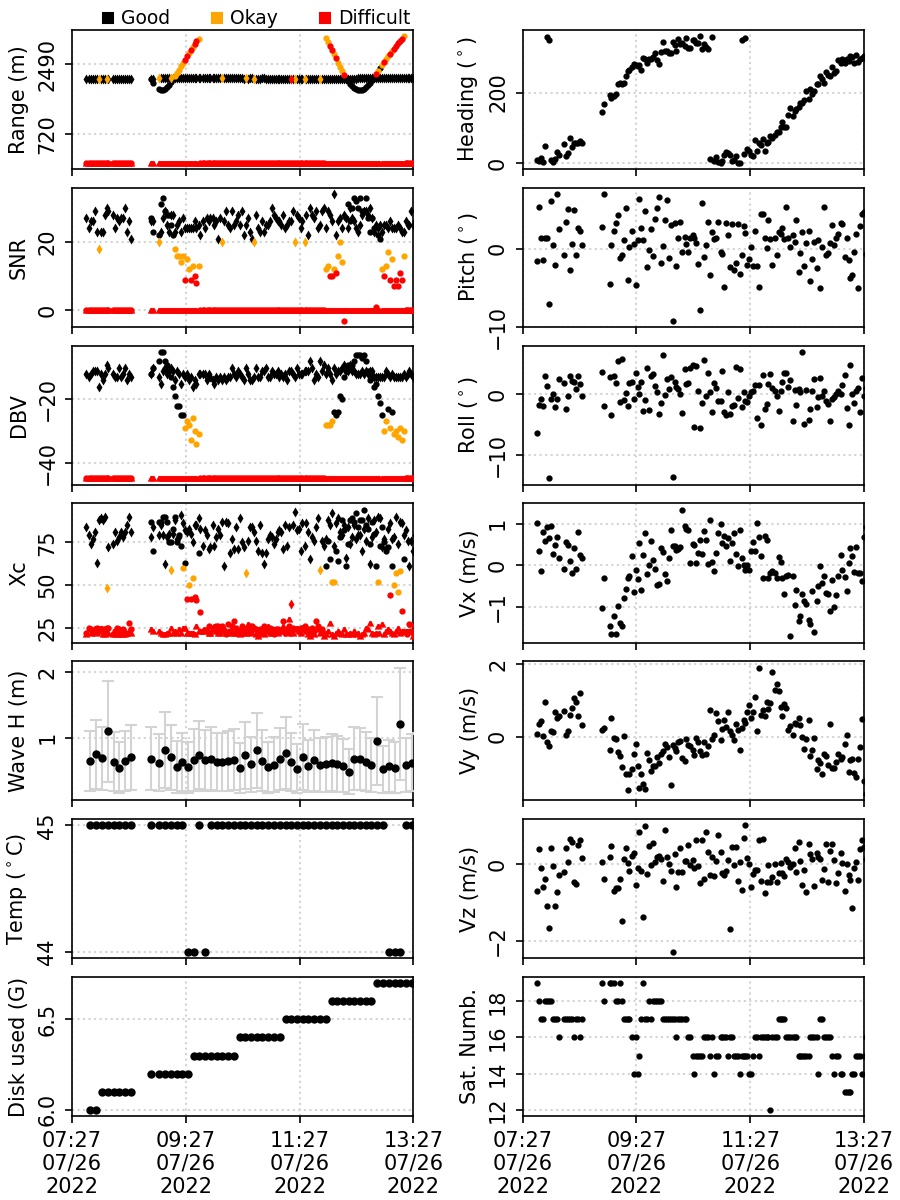 Good Okay Difficult
Range (m)
2490
720
Heading (°)
200
0
SNR
20
0
Pitch (°)
0
−10
DBV
−20
−40
Roll (°)
0
−10
Xc
75
50
25
Vx (m/s)
1
0
−1
Wave H (m)
2
1
Vy (m/s)
2
0
Temp (°C)
45
44
Vz (m/s)
0
−2
Disk used (G)
6.5
6.0
Sat. Numb.
18
16
14
12
07:27 09:27 11:27 13:27
07/26 07/26 07/26 07/26
2022 2022 2022 2022
07:27 09:27 11:27 13:27
07/26 07/26 07/26 07/26
2022 2022 2022 2022